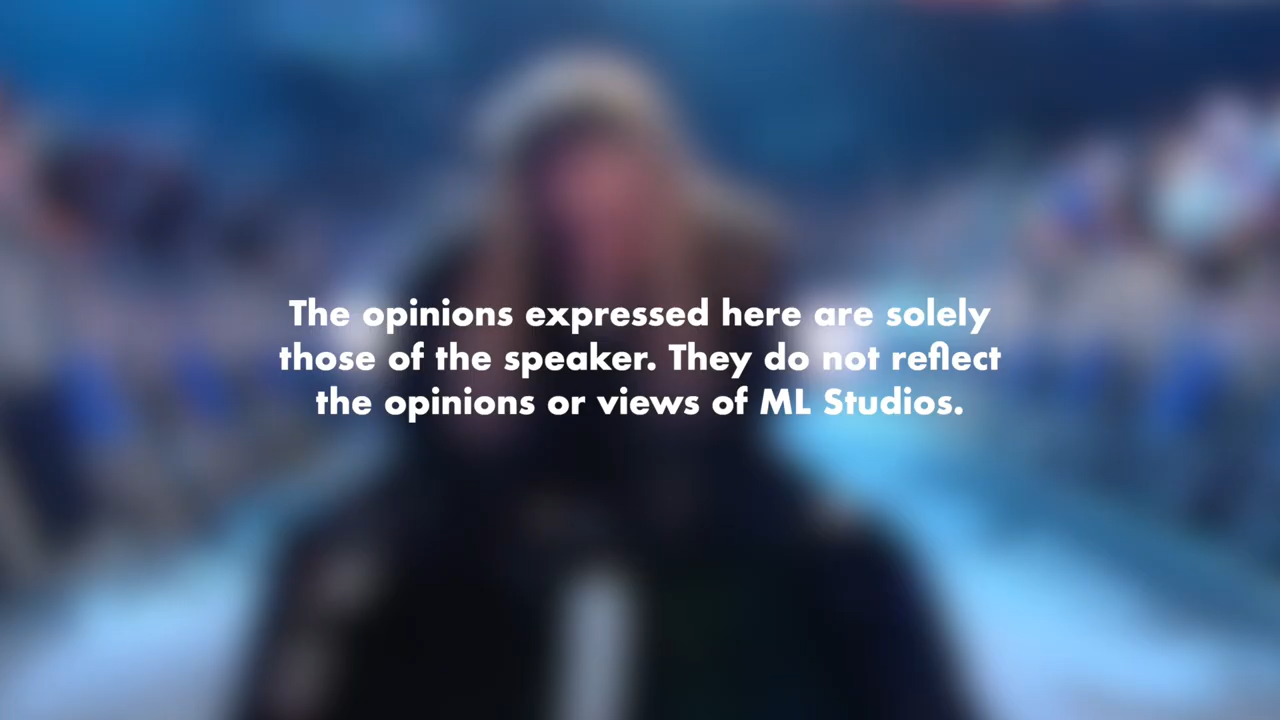 The opinions expressed here are solely
those of the speaker. They do not reflect
the opinions or views of ML Studios.